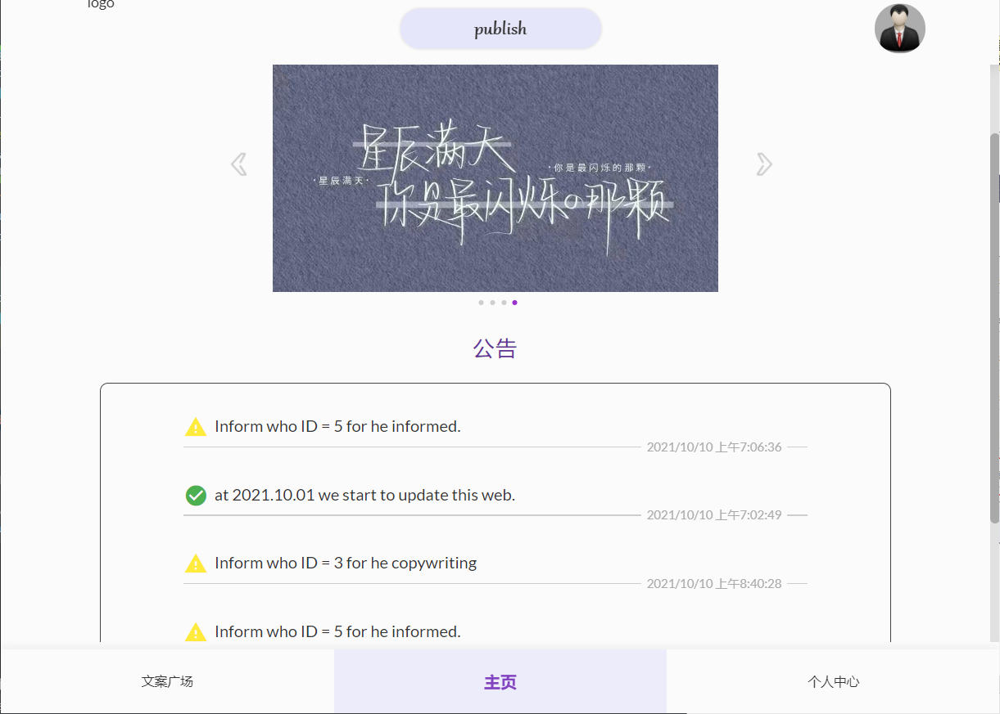 logo
publish
星辰满天
·你是最闪烁的那颗·
·星辰满天·
你是最闪烁の那颗
公告
Inform who ID = 5 for he informed.
2021/10/10 上午7:06:36
at 2021.10.01 we start to update this web.
2021/10/10 上午7:02:49
Inform who ID = 3 for he copywriting
2021/10/10 上午8:40:28
Inform who ID = 5 for he informed.
文案广场
主页
个人中心